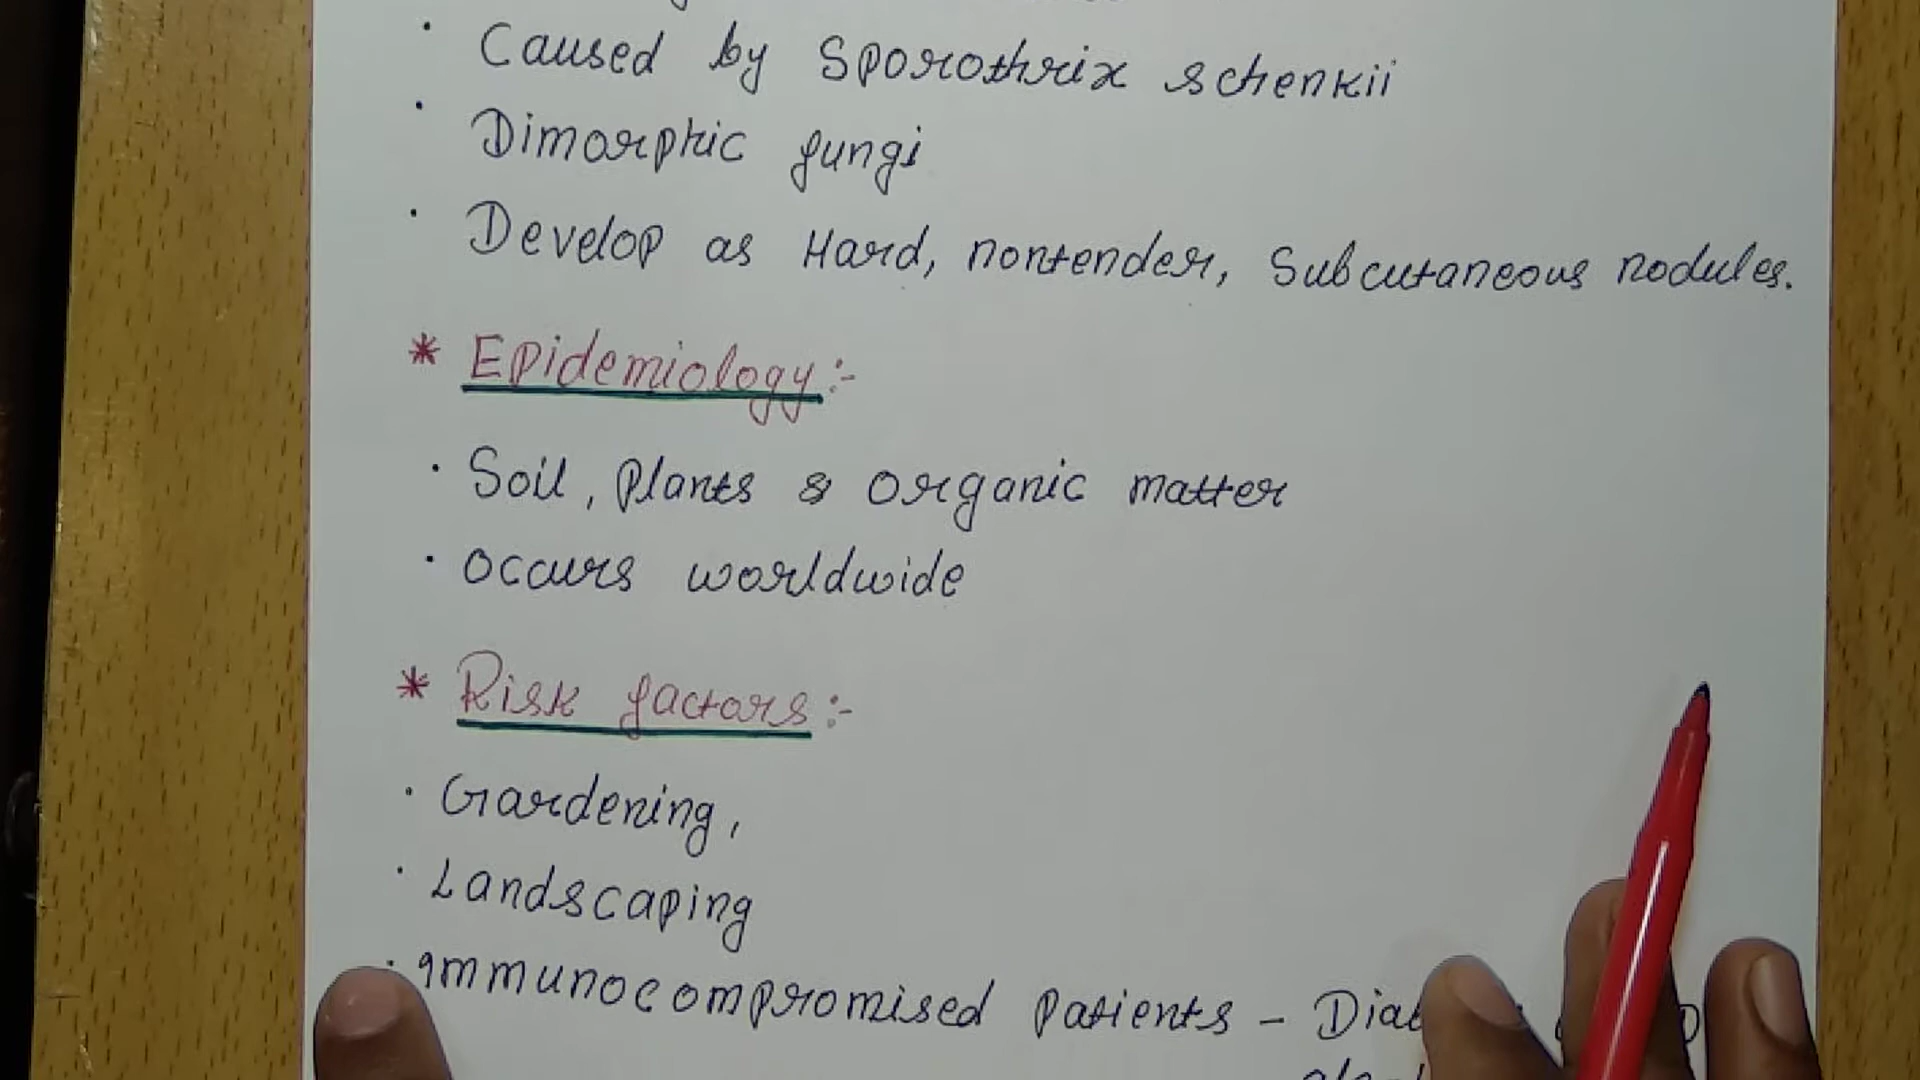 · Caused by Sporothrix schenkii
· Dimorphic fungi
· Develop as Hard, nontender, Subcutaneous nodules.
* Epidemiology :-
· Soil, Plants & Organic matter
· Occurs worldwide
* Risk factors :-
· Gardening,
· Landscaping
· Immunocompromised Patients -